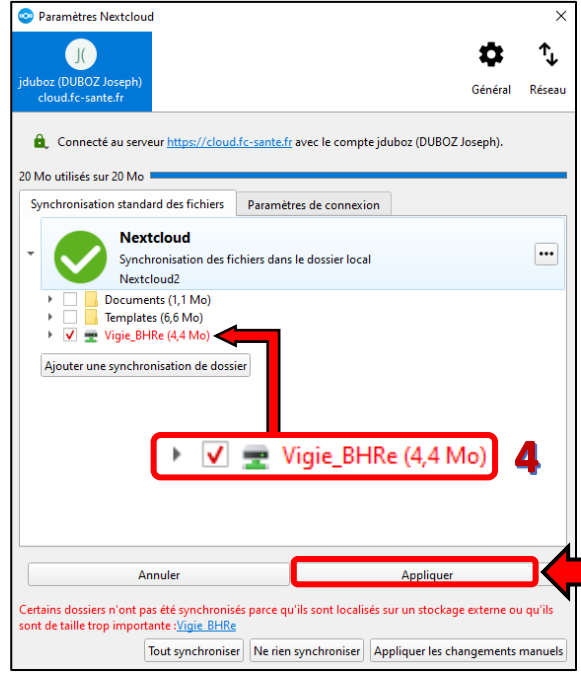 Paramètres Nextcloud
J(
jduboz (DUBOZ Joseph)
cloud.fc-sante.fr
Général
Réseau
Connecté au serveur https://cloud.fc-sante.fr avec le compte jduboz (DUBOZ Joseph).
20 Mo utilisés sur 20 Mo
Synchronisation standard des fichiers
Paramètres de connexion
Nextcloud
Synchronisation des fichiers dans le dossier local
Nextcloud2
Documents (1,1 Mo)
Templates (6,6 Mo)
Vigie_BHRe (4,4 Mo)
Ajouter une synchronisation de dossier
Vigie_BHRe (4,4 Mo) 4
Annuler
Appliquer
Certains dossiers n'ont pas été synchronisés parce qu'ils sont localisés sur un stockage externe ou qu'ils
sont de taille trop importante :Vigie_BHRe
Tout synchroniser
Ne rien synchroniser
Appliquer les changements manuels